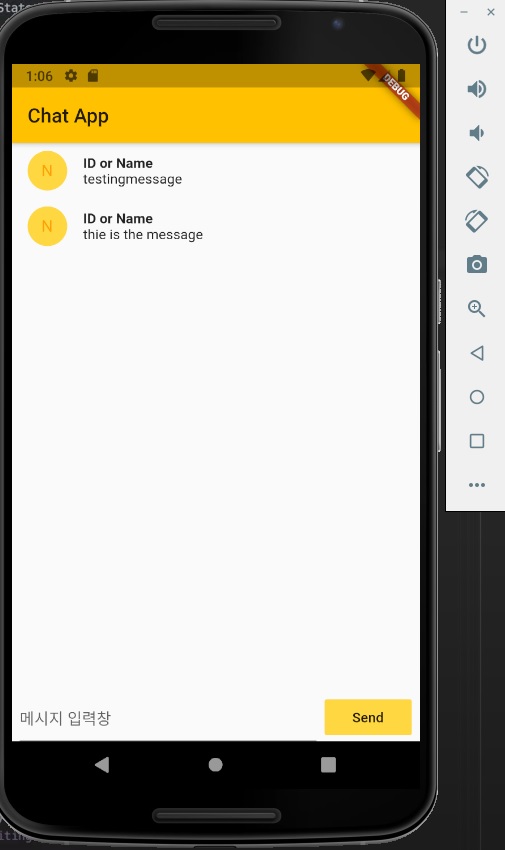 State
1:06
DEBUG
Chat App
N
ID or Name
testingmessage
N
ID or Name
thie is the message
메시지 입력창
Send